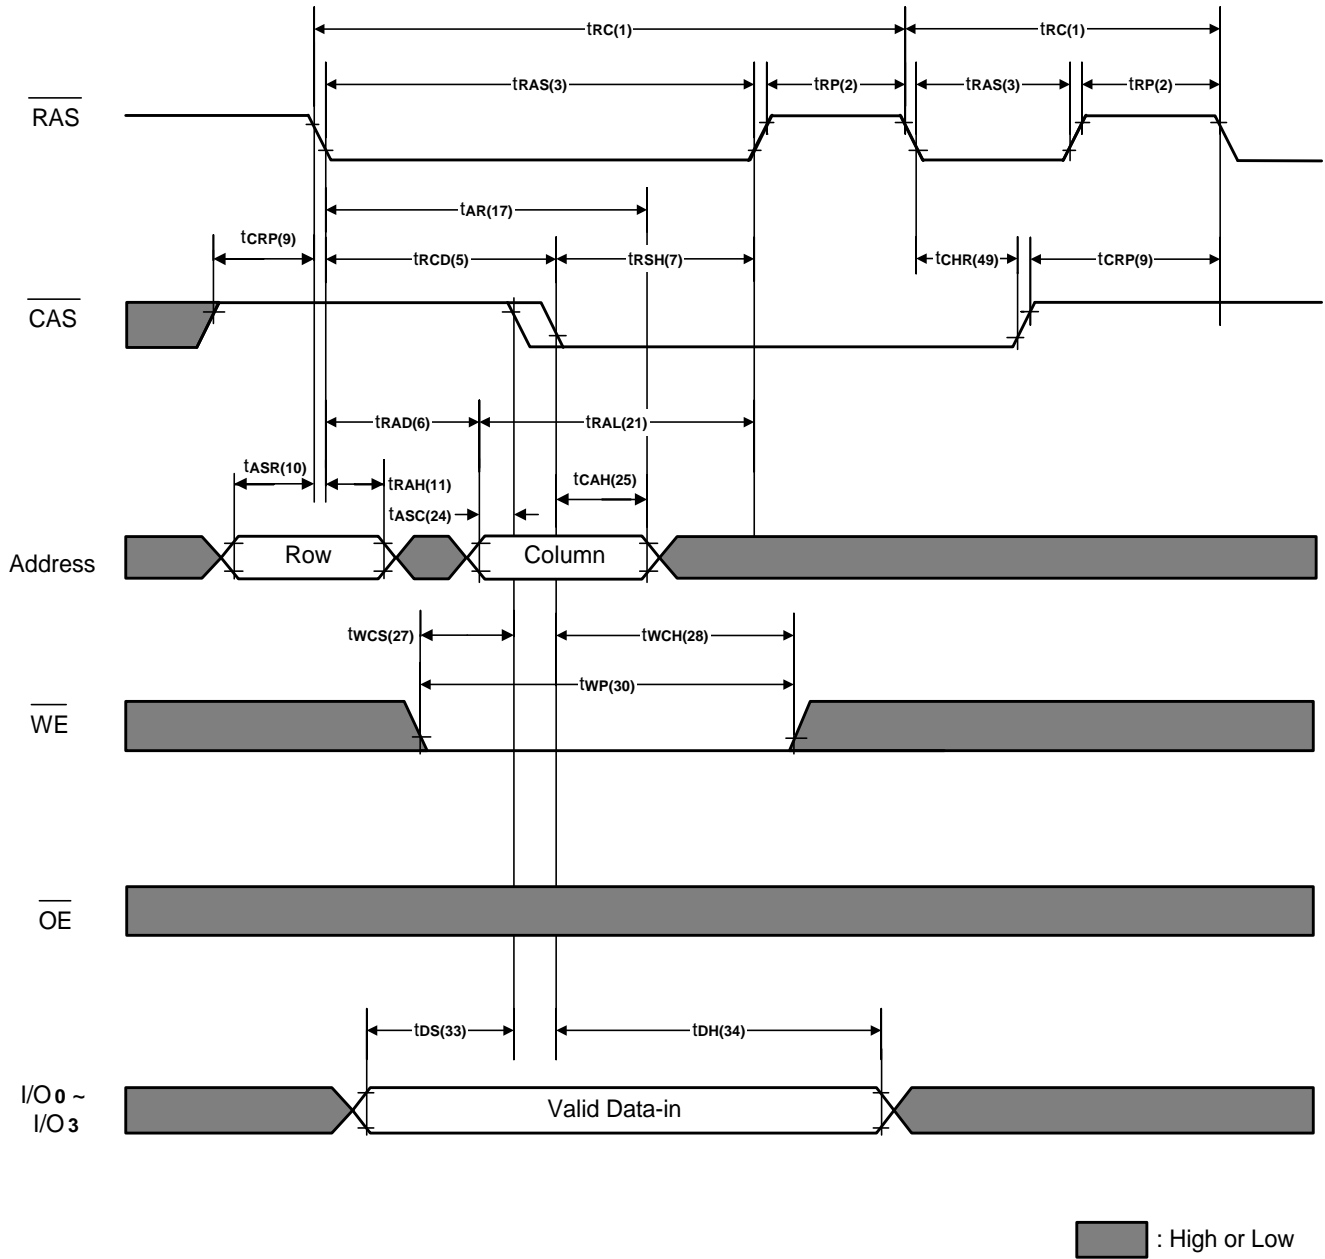 tRC(1) tRC(1)
tRAS(3) tRP(2) tRAS(3) tRP(2)
RAS
tAR(17)
tCRP(9) tRCD(5) tRSH(7) tCHR(49) tCRP(9)
CAS
tRAD(6) tRAL(21)
tASR(10) tRAH(11) tCAH(25)
tASC(24)
Address Row Column
tWCS(27) tWCH(28)
tWP(30)
WE
OE
tDS(33) tDH(34)
I/O0 ~
I/O3
Valid Data-in
: High or Low